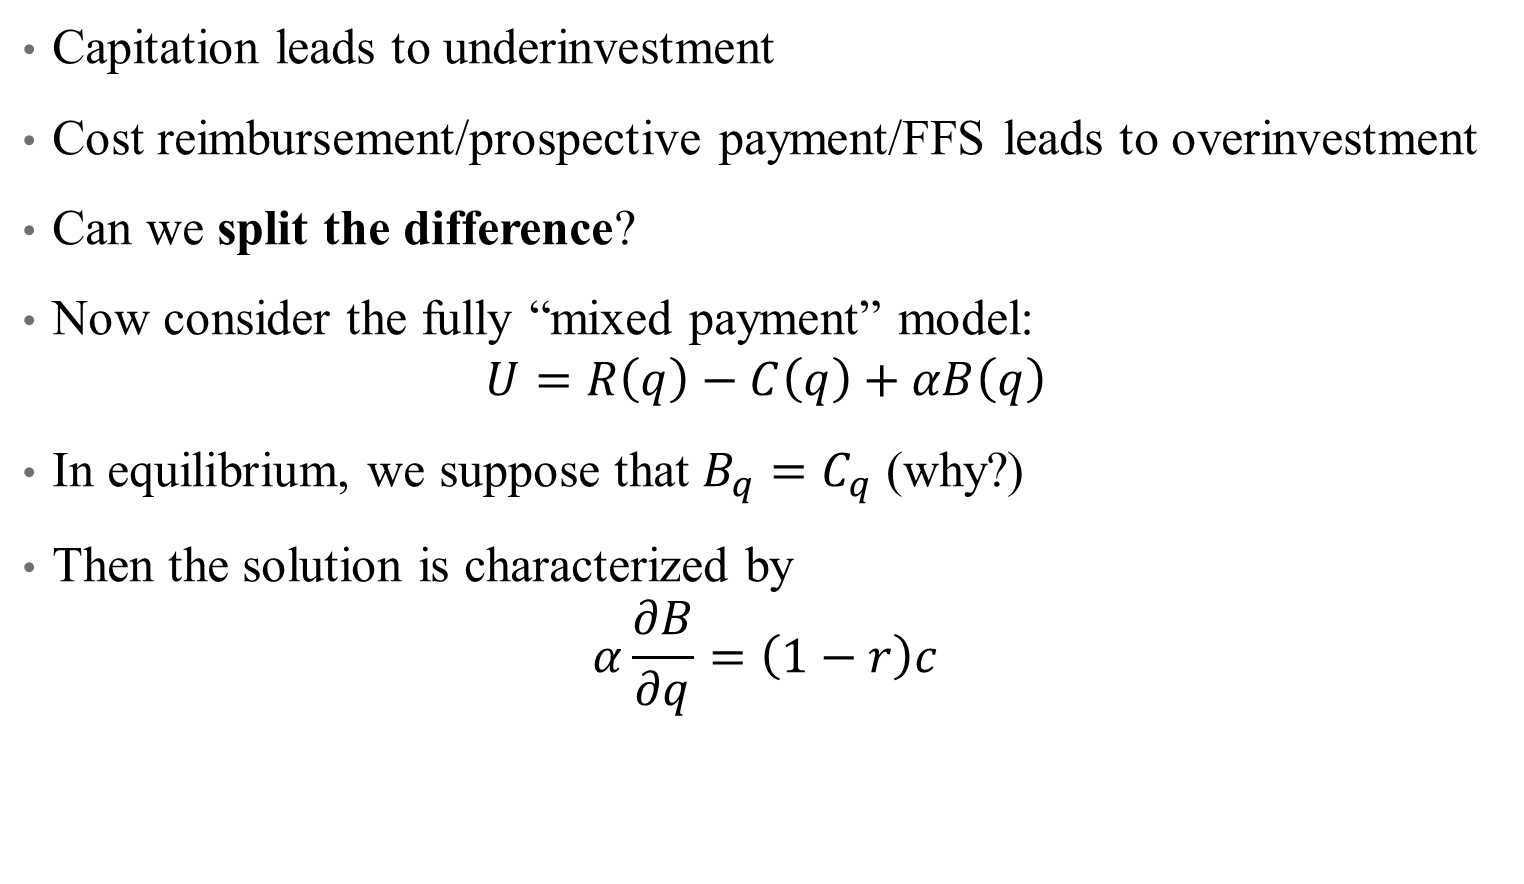 • Capitation leads to underinvestment
• Cost reimbursement/prospective payment/FFS leads to overinvestment
• Can we split the difference?
• Now consider the fully “mixed payment” model:
𝑈 = 𝑅(𝑞) − 𝐶(𝑞) + 𝛼𝐵(𝑞)
• In equilibrium, we suppose that 𝐵_𝑞 = 𝐶_𝑞 (why?)
• Then the solution is characterized by
𝛼 ∂𝐵/∂𝑞 = (1 − 𝑟)𝑐